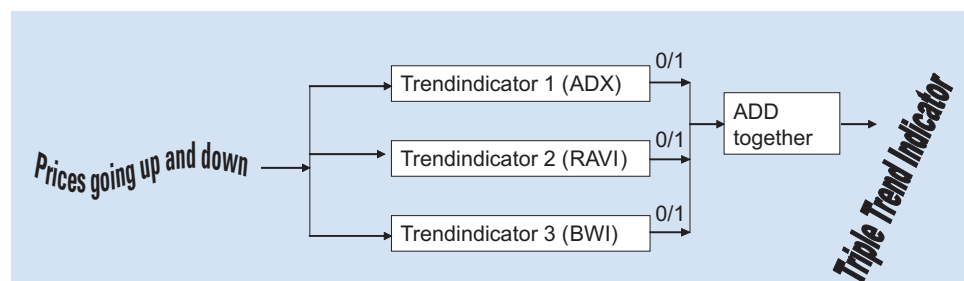 Prices going up and down
Trendindicator 1 (ADX)
0/1
Trendindicator 2 (RAVI)
0/1
Trendindicator 3 (BWI)
0/1
ADD
together
Triple Trend Indicator